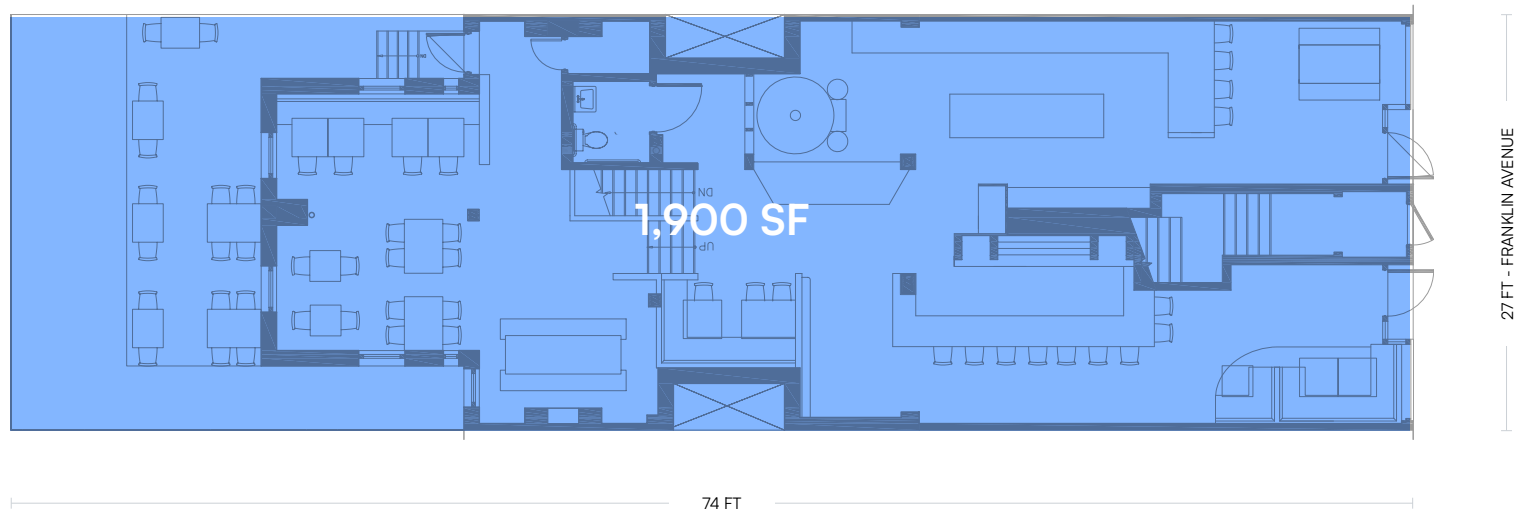 DN
1,900 SF
UP
27 FT - FRANKLIN AVENUE
74 FT